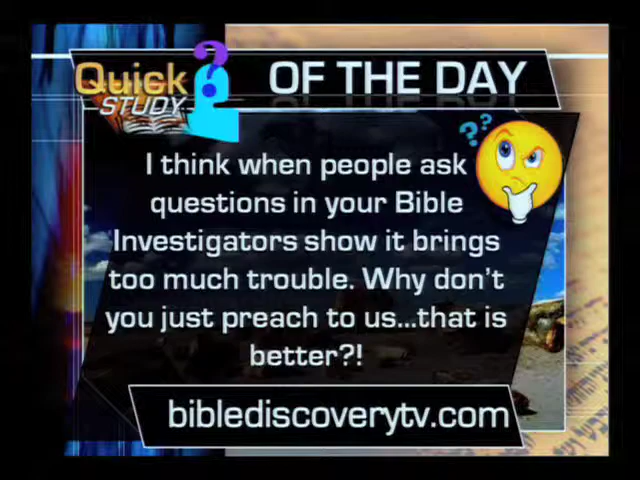 Quick
STUDY
?
OF THE DAY
??
I think when people ask
questions in your Bible
Investigators show it brings
too much trouble. Why don't
you just preach to us...that is
better?!
biblediscoverytv.com